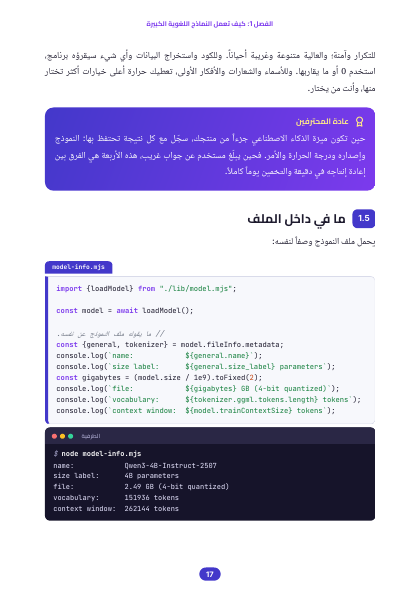 الفصل 1: كيف تعمل النماذج اللغوية الكبيرة
للتكرار وآمنة؛ والعالية متنوعة وغريبة أحياناً. وللكود واستخراج البيانات وأي شيء سيقرؤه برنامج،
استخدم 0 أو ما يقاربها. وللأسماء والشعارات والأفكار الأولى، تعطيك حرارة أعلى خيارات أكثر تختار
منها، وأنت من يختار.
عادة المحترفين
حين تكون ميزة الذكاء الاصطناعي جزءاً من منتجك، سجّل مع كل نتيجة تحتفظ بها: النموذج
وإصداره ودرجة الحرارة والأمر. فحين يبلّغ مستخدم عن جواب غريب، هذه الأربعة هي الفرق بين
إعادة إنتاجه في دقيقة والتخمين يوماً كاملاً.
1.5 ما في داخل الملف
يحمل ملف النموذج وصفاً لنفسه:
model-info.mjs
import {loadModel} from "./lib/model.mjs";
const model = await loadModel();
// ما يقوله ملف النموذج عن نفسه.
const {general, tokenizer} = model.fileInfo.metadata;
console.log(`name:            ${general.name}`);
console.log(`size label:      ${general.size_label} parameters`);
const gigabytes = (model.size / 1e9).toFixed(2);
console.log(`file:            ${gigabytes} GB (4-bit quantized)`);
console.log(`vocabulary:      ${tokenizer.ggml.tokens.length} tokens`);
console.log(`context window:  ${model.trainContextSize} tokens`);
الطرفية
$ node model-info.mjs
name:            Qwen3-4B-Instruct-2507
size label:      4B parameters
file:            2.49 GB (4-bit quantized)
vocabulary:      151936 tokens
context window:  262144 tokens
17